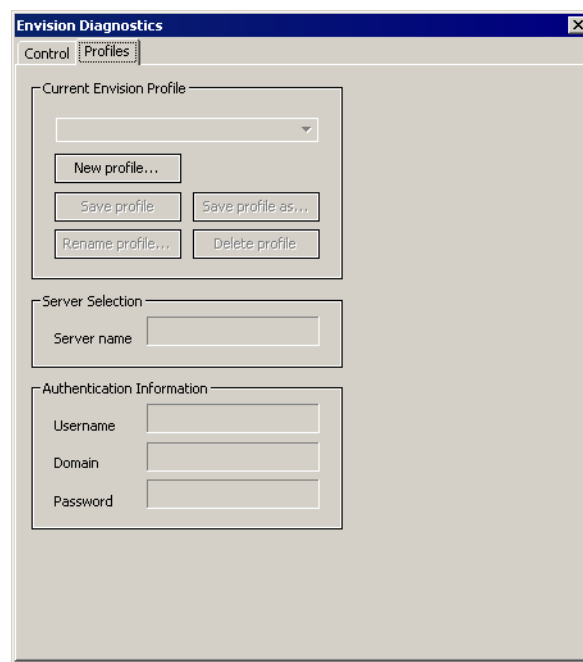 Envision Diagnostics
Control Profiles
Current Envision Profile
New profile...
Save profile Save profile as...
Rename profile... Delete profile
Server Selection
Server name
Authentication Information
Username
Domain
Password